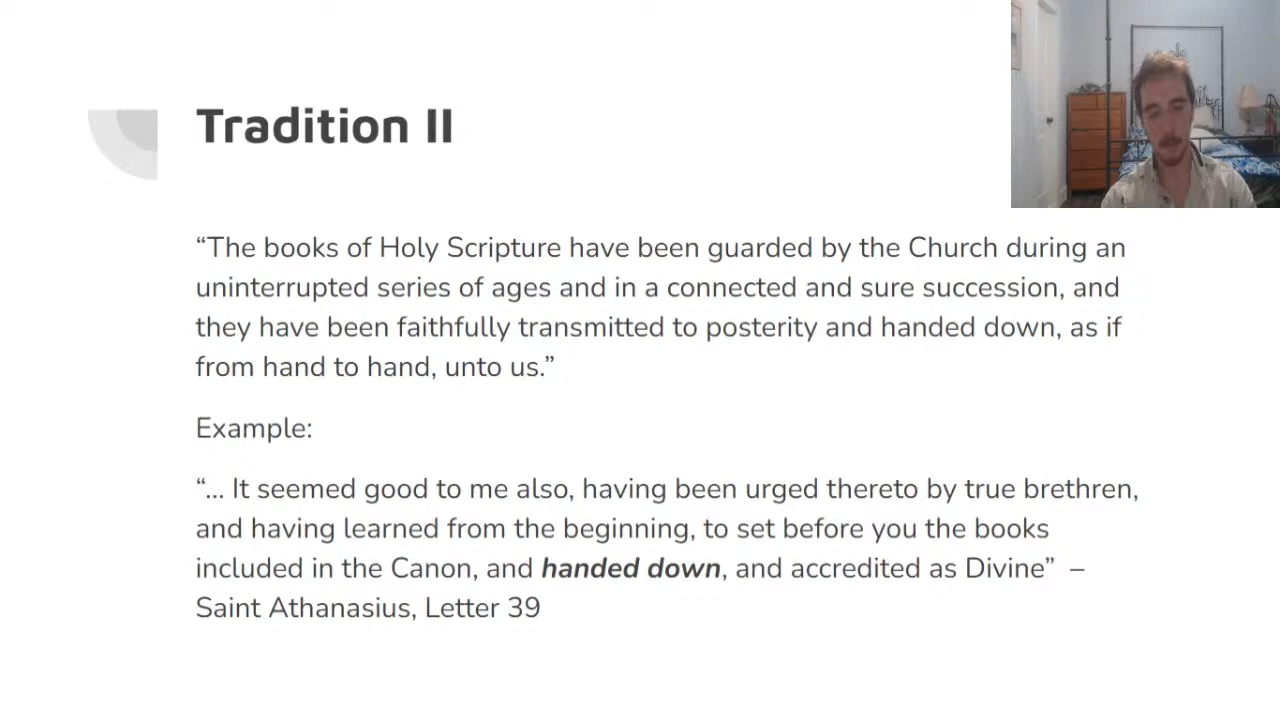 Tradition II
“The books of Holy Scripture have been guarded by the Church during an
uninterrupted series of ages and in a connected and sure succession, and
they have been faithfully transmitted to posterity and handed down, as if
from hand to hand, unto us.”
Example:
“... It seemed good to me also, having been urged thereto by true brethren,
and having learned from the beginning, to set before you the books
included in the Canon, and handed down, and accredited as Divine” –
Saint Athanasius, Letter 39